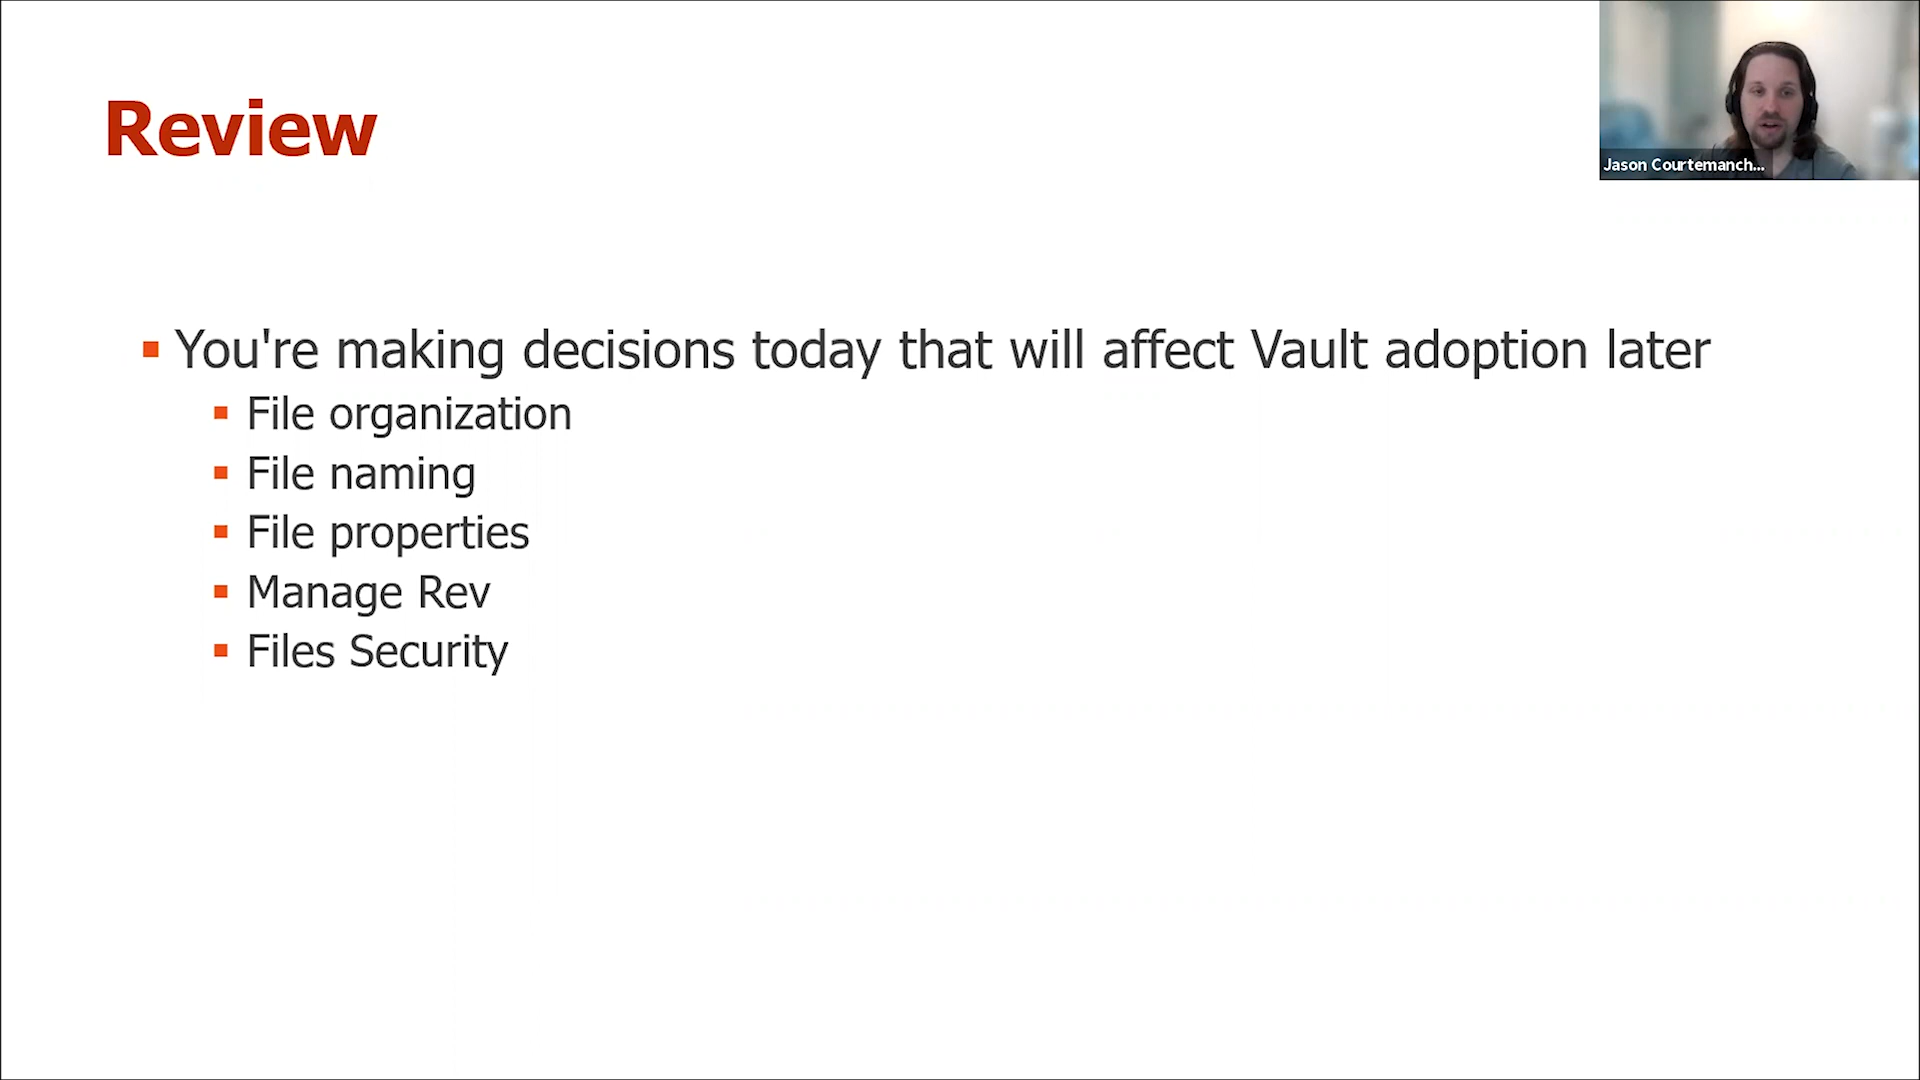 Review
Jason Courtemanch...
You're making decisions today that will affect Vault adoption later
File organization
File naming
File properties
Manage Rev
Files Security